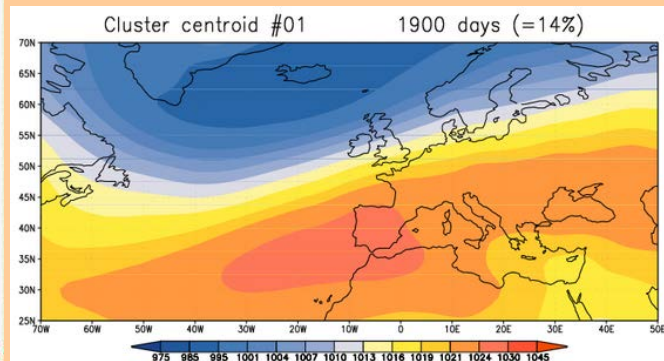 Cluster centroid #01 1900 days (=14%)
70N
65N
60N
55N
50N
45N
40N
35N
30N
25N
70W 60W 50W 40W 30W 20W 10W 0 10E 20E 30E 40E 50E
975 985 995 1001 1004 1007 1010 1013 1016 1019 1021 1024 1030 1045